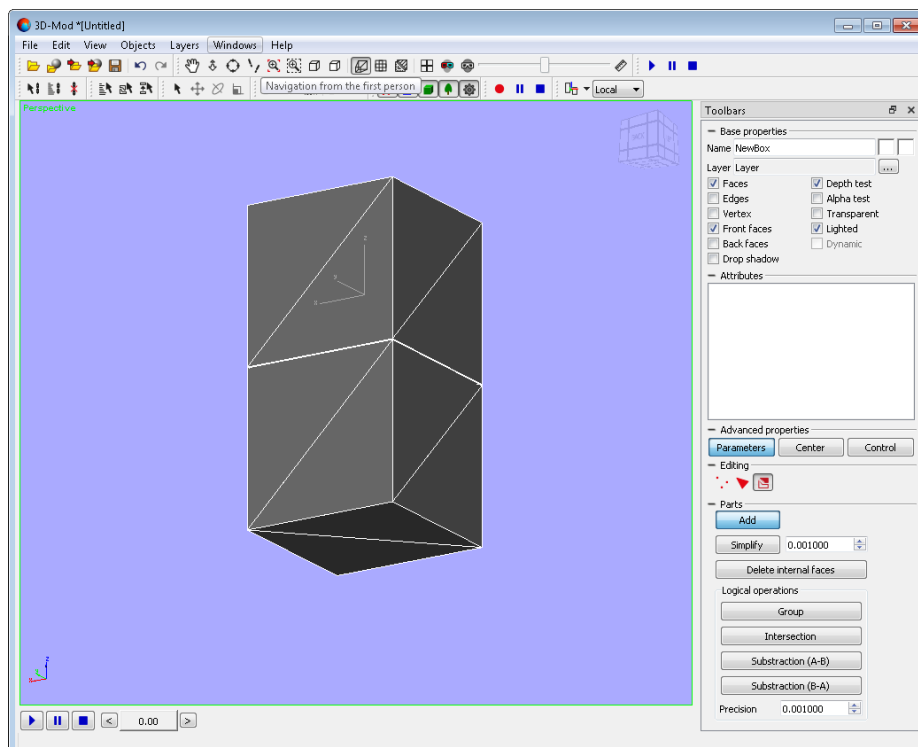 3D-Mod *[Untitled]
File Edit View Objects Layers Windows Help
Navigation from the first person
Local
Perspective
Toolbars
Base properties
Name NewBox
Layer Layer ...
Faces Depth test
Edges Alpha test
Vertex Transparent
Front faces Lighted
Back faces Dynamic
Drop shadow
Attributes
Advanced properties
Parameters Center Control
Editing
Parts
Add
Simplify 0.001000
Delete internal faces
Logical operations
Group
Intersection
Substraction (A-B)
Substraction (B-A)
Precision 0.001000
< 0.00 >